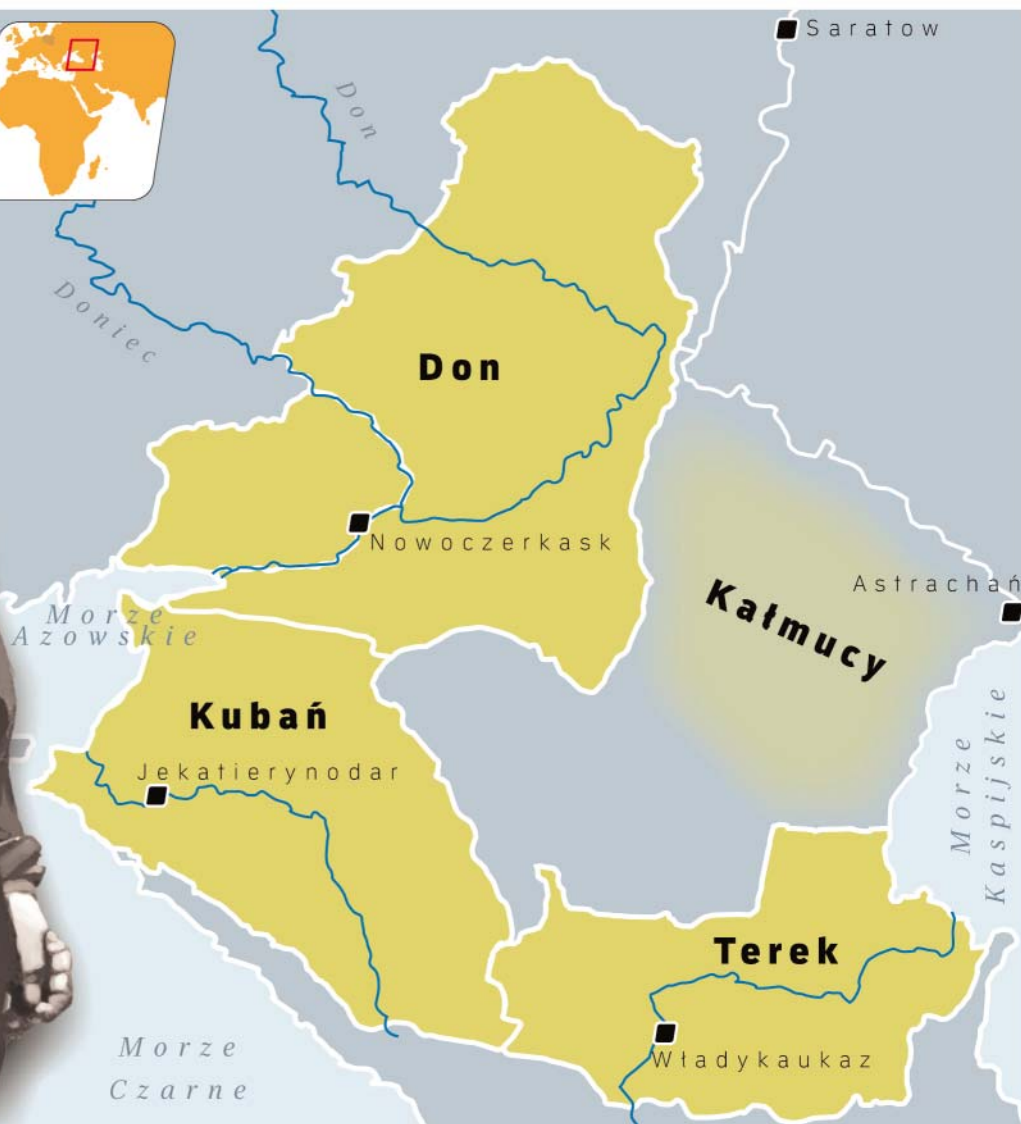 Saratow
Don
Doniec
Don
Nowoczerkask
Astrachań
Kałmucy
Morze
Azowskie
Kubań
Jekatierynodar
Morze
Kaspijskie
Terek
Władykaukaz
Morze
Czarne